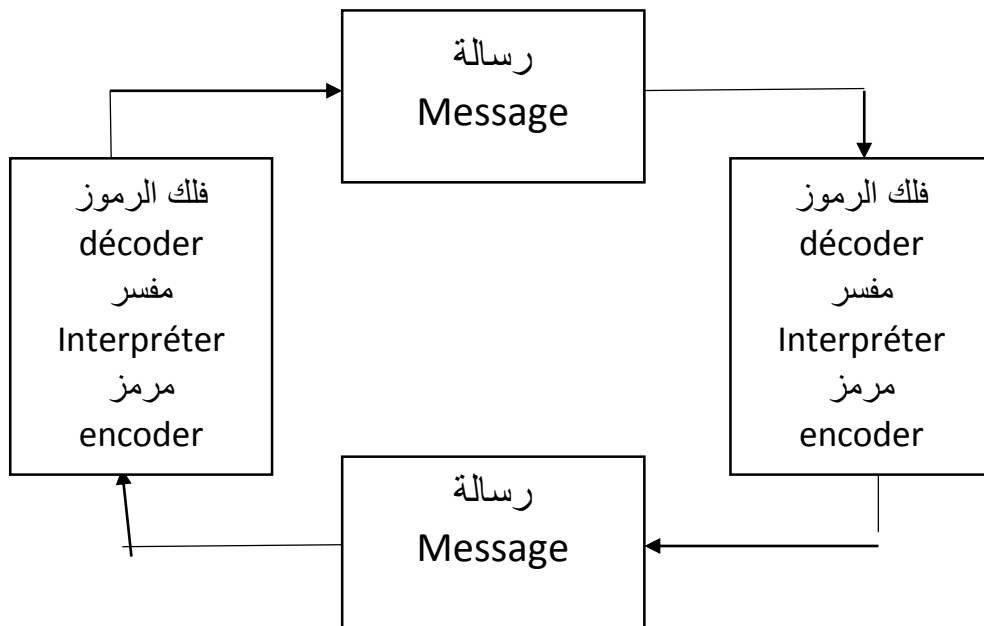 رسالة
Message
فلك الرموز
décoder
مفسر
Interpréter
مرمز
encoder
فلك الرموز
décoder
مفسر
Interpréter
مرمز
encoder
رسالة
Message